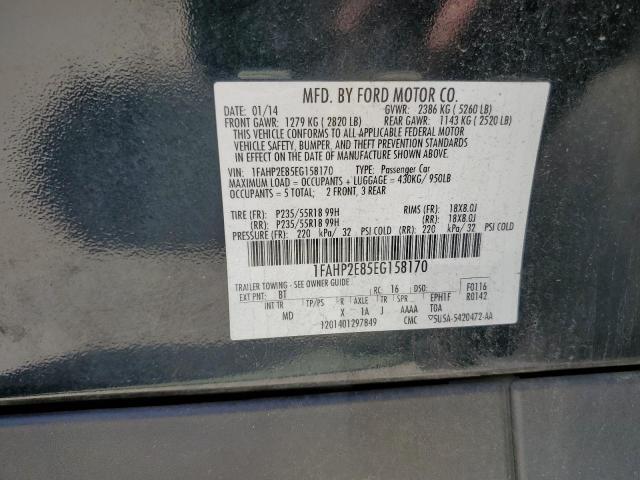 MFD. BY FORD MOTOR CO.
DATE: 01/14 GVWR: 2386 KG ( 5260 LB)
FRONT GAWR: 1279 KG ( 2820 LB) REAR GAWR: 1143 KG ( 2520 LB)
THIS VEHICLE CONFORMS TO ALL APPLICABLE FEDERAL MOTOR
VEHICLE SAFETY, BUMPER, AND THEFT PREVENTION STANDARDS
IN EFFECT ON THE DATE OF MANUFACTURE SHOWN ABOVE.
VIN: 1FAHP2E85EG158170 TYPE: Passenger Car
MAXIMUM LOAD = OCCUPANTS + LUGGAGE = 430KG/ 950LB
OCCUPANTS = 5 TOTAL; 2 FRONT, 3 REAR
TIRE (FR): P235/55R18 99H RIMS (FR): 18X8.0J
(RR): P235/55R18 99H (RR): 18X8.0J
PRESSURE (FR): 220 kPa/ 32 PSI COLD (RR): 220 kPa/ 32 PSI COLD
1FAHP2E85EG158170
TRAILER TOWING - SEE OWNER GUIDE
EXT PNT: BT RC: 16 DSO: F0116
INT TR TP/PS R AXLE TR SPR EPH1F R0142
MD X 1A J AAAA TOA
1201401297849 CMC 5U5A-5420472-AA